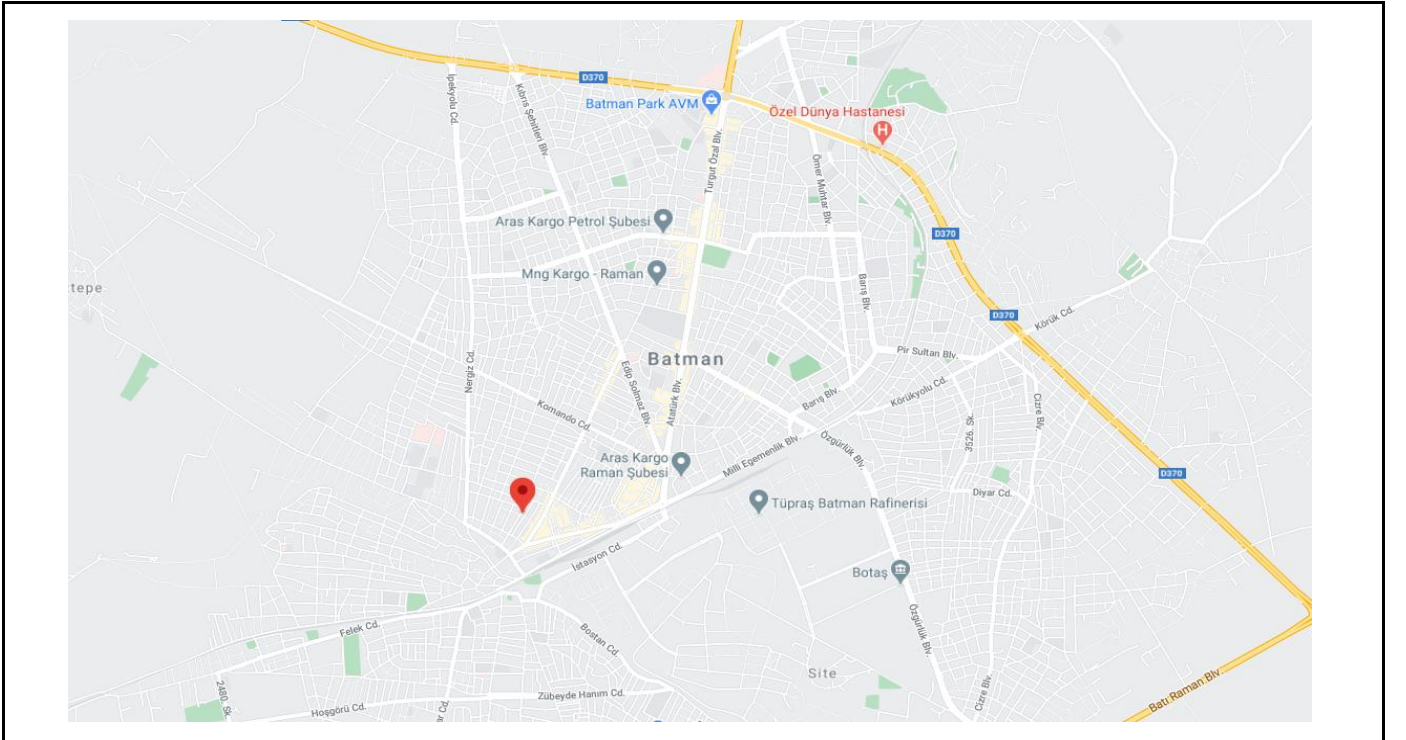 D370
İpekyolu Cd.
Kıbrıs Şehitleri Blv.
Batman Park AVM
Özel Dünya Hastanesi
H
Turgut Özal Blv.
Ömer Muhtar Blv.
Aras Kargo Petrol Şubesi
D370
Mng Kargo - Raman
tepe
Barış Blv.
D370
Körük Cd.
Batman
Pir Sultan Blv.
Nergiz Cd.
Edip Solmaz Blv.
Atatürk Blv.
Barış Blv.
Körükyolu Cd.
Cizre Blv.
Komando Cd.
3526. Sk.
Özgürlük Blv.
Milli Egemenlik Blv.
Aras Kargo
Raman Şubesi
D370
Diyar Cd.
Tüpraş Batman Rafinerisi
İstasyon Cd.
Botaş
Özgürlük Blv.
Felek Cd.
Bostan Cd.
Site
2480. Sk.
Zübeyde Hanım Cd.
Cizre Blv.
Batı Raman Blv.
Hoşgörü Cd.
ar Cd.